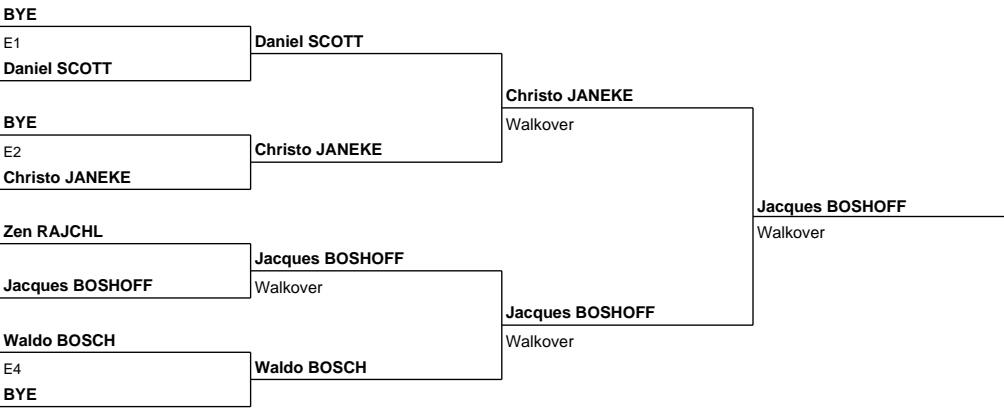 BYE
E1
Daniel SCOTT
Daniel SCOTT
Christo JANEKE
Walkover
BYE
E2
Christo JANEKE
Christo JANEKE
Jacques BOSHOFF
Walkover
Zen RAJCHL
Jacques BOSHOFF
Jacques BOSHOFF
Walkover
Jacques BOSHOFF
Walkover
Waldo BOSCH
E4
BYE
Waldo BOSCH